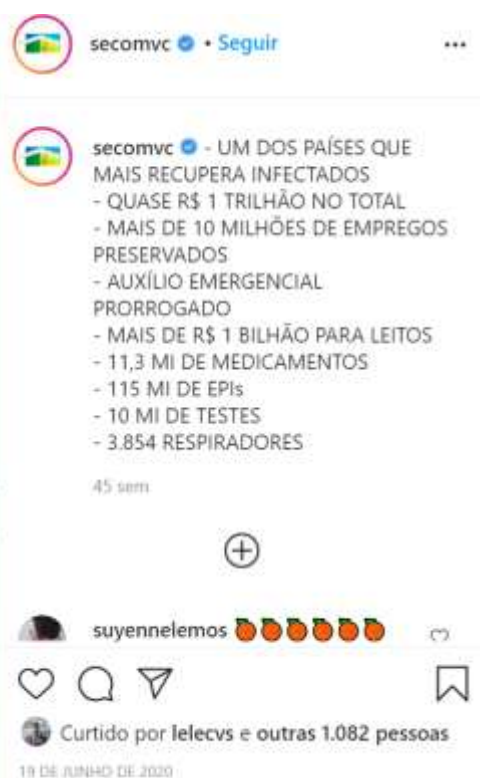 secomvc • Seguir
secomvc - UM DOS PAÍSES QUE
MAIS RECUPERA INFECTADOS
- QUASE R$ 1 TRILHÃO NO TOTAL
- MAIS DE 10 MILHÕES DE EMPREGOS
PRESERVADOS
- AUXÍLIO EMERGENCIAL
PRORROGADO
- MAIS DE R$ 1 BILHÃO PARA LEITOS
- 11,3 MI DE MEDICAMENTOS
- 115 MI DE EPIs
- 10 MI DE TESTES
- 3.854 RESPIRADORES
45 sem
suyennelemos 🍊🍊🍊🍊🍊🍊
Curtido por lelecvs e outras 1.082 pessoas
19 DE JUNHO DE 2020